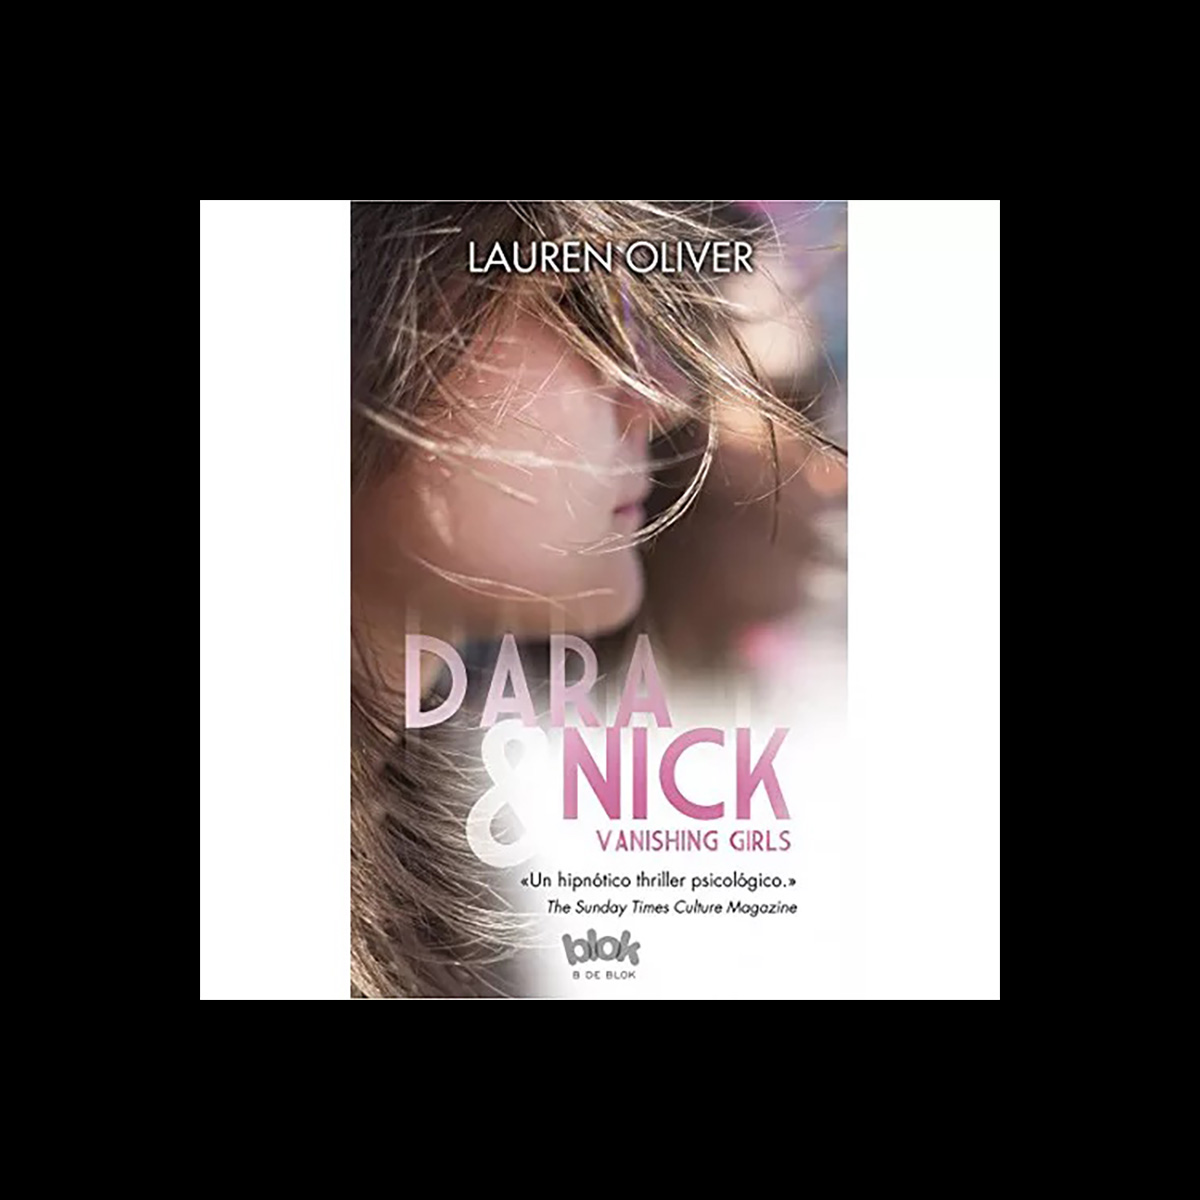 LAUREN OLIVER
DARA
& NICK
VANISHING GIRLS
«Un hipnótico thriller psicológico.»
The Sunday Times Culture Magazine
blok
B DE BLOK